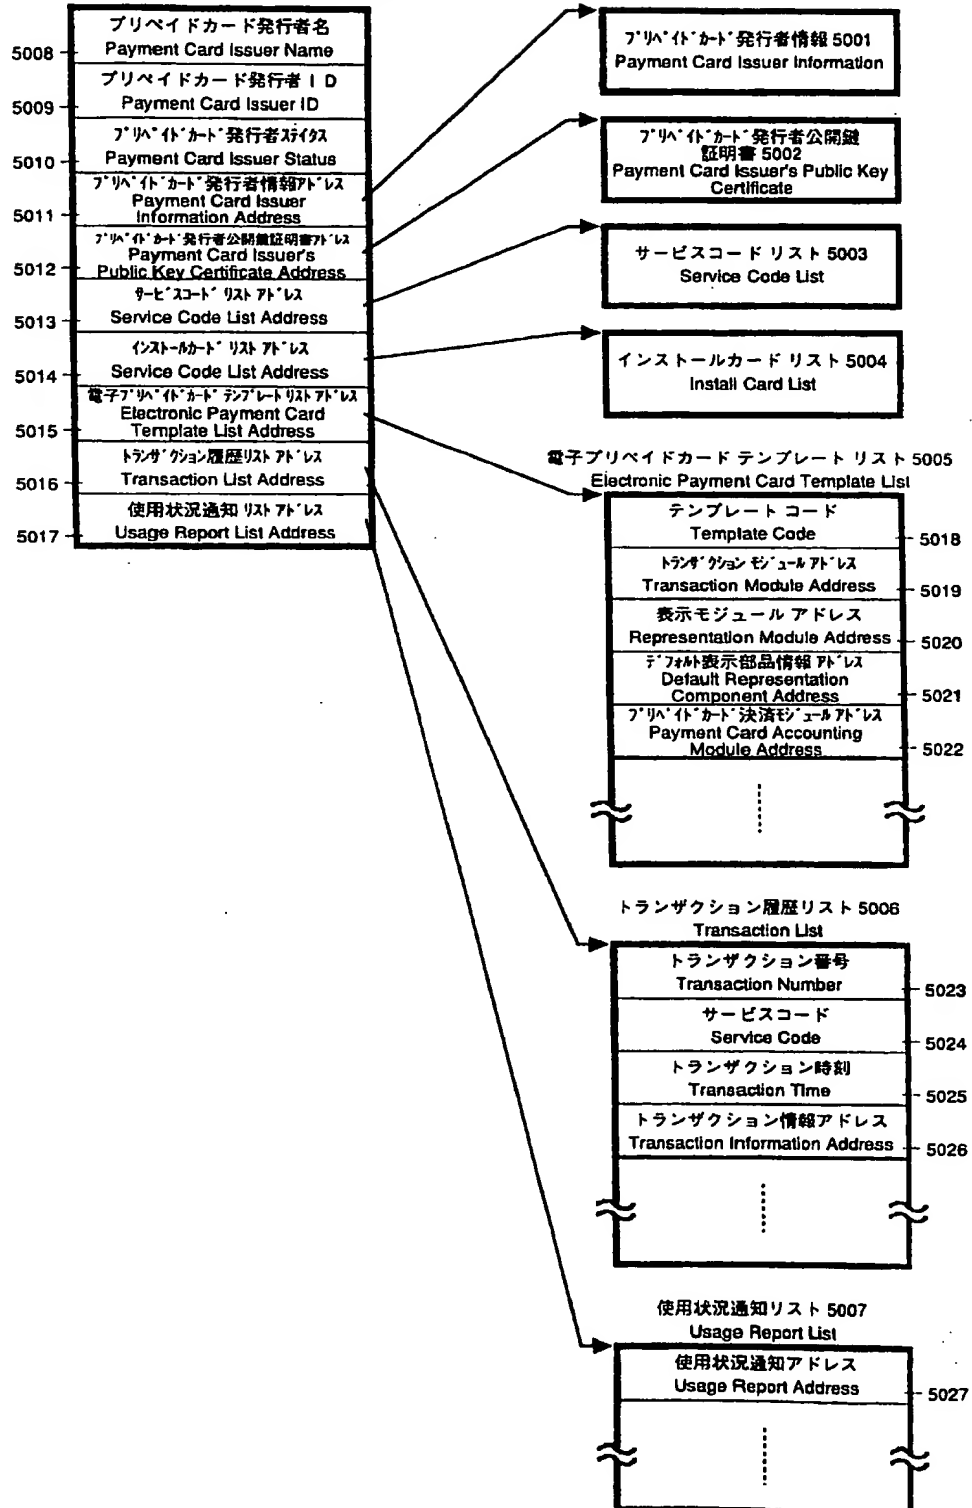 プリペイドカード発行者名
Payment Card Issuer Name
5008
プリペイドカード発行者ID
Payment Card Issuer ID
5009
プリペイドカード発行者ステイタス
Payment Card Issuer Status
5010
プリペイドカード発行者情報アドレス
Payment Card Issuer
Information Address
5011
プリペイドカード発行者公開鍵証明書アドレス
Payment Card Issuer's
Public Key Certificate Address
5012
サービスコード リスト アドレス
Service Code List Address
5013
インストールカード リスト アドレス
Service Code List Address
5014
電子プリペイドカード テンプレート リスト アドレス
Electronic Payment Card
Template List Address
5015
トランザクション履歴リスト アドレス
Transaction List Address
5016
使用状況通知 リスト アドレス
Usage Report List Address
5017
プリペイドカード発行者情報 5001
Payment Card Issuer Information
プリペイドカード発行者公開鍵
証明書 5002
Payment Card Issuer's Public Key
Certificate
サービスコード リスト 5003
Service Code List
インストールカード リスト 5004
Install Card List
電子プリペイドカード テンプレート リスト 5005
Electronic Payment Card Template List
テンプレート コード
Template Code
5018
トランザクション モジュール アドレス
Transaction Module Address
5019
表示モジュール アドレス
Representation Module Address
5020
デフォルト表示部品情報 アドレス
Default Representation
Component Address
5021
プリペイドカード決済モジュール アドレス
Payment Card Accounting
Module Address
5022
トランザクション履歴リスト 5006
Transaction List
トランザクション番号
Transaction Number
5023
サービスコード
Service Code
5024
トランザクション時刻
Transaction Time
5025
トランザクション情報アドレス
Transaction Information Address
5026
使用状況通知リスト 5007
Usage Report List
使用状況通知アドレス
Usage Report Address
5027